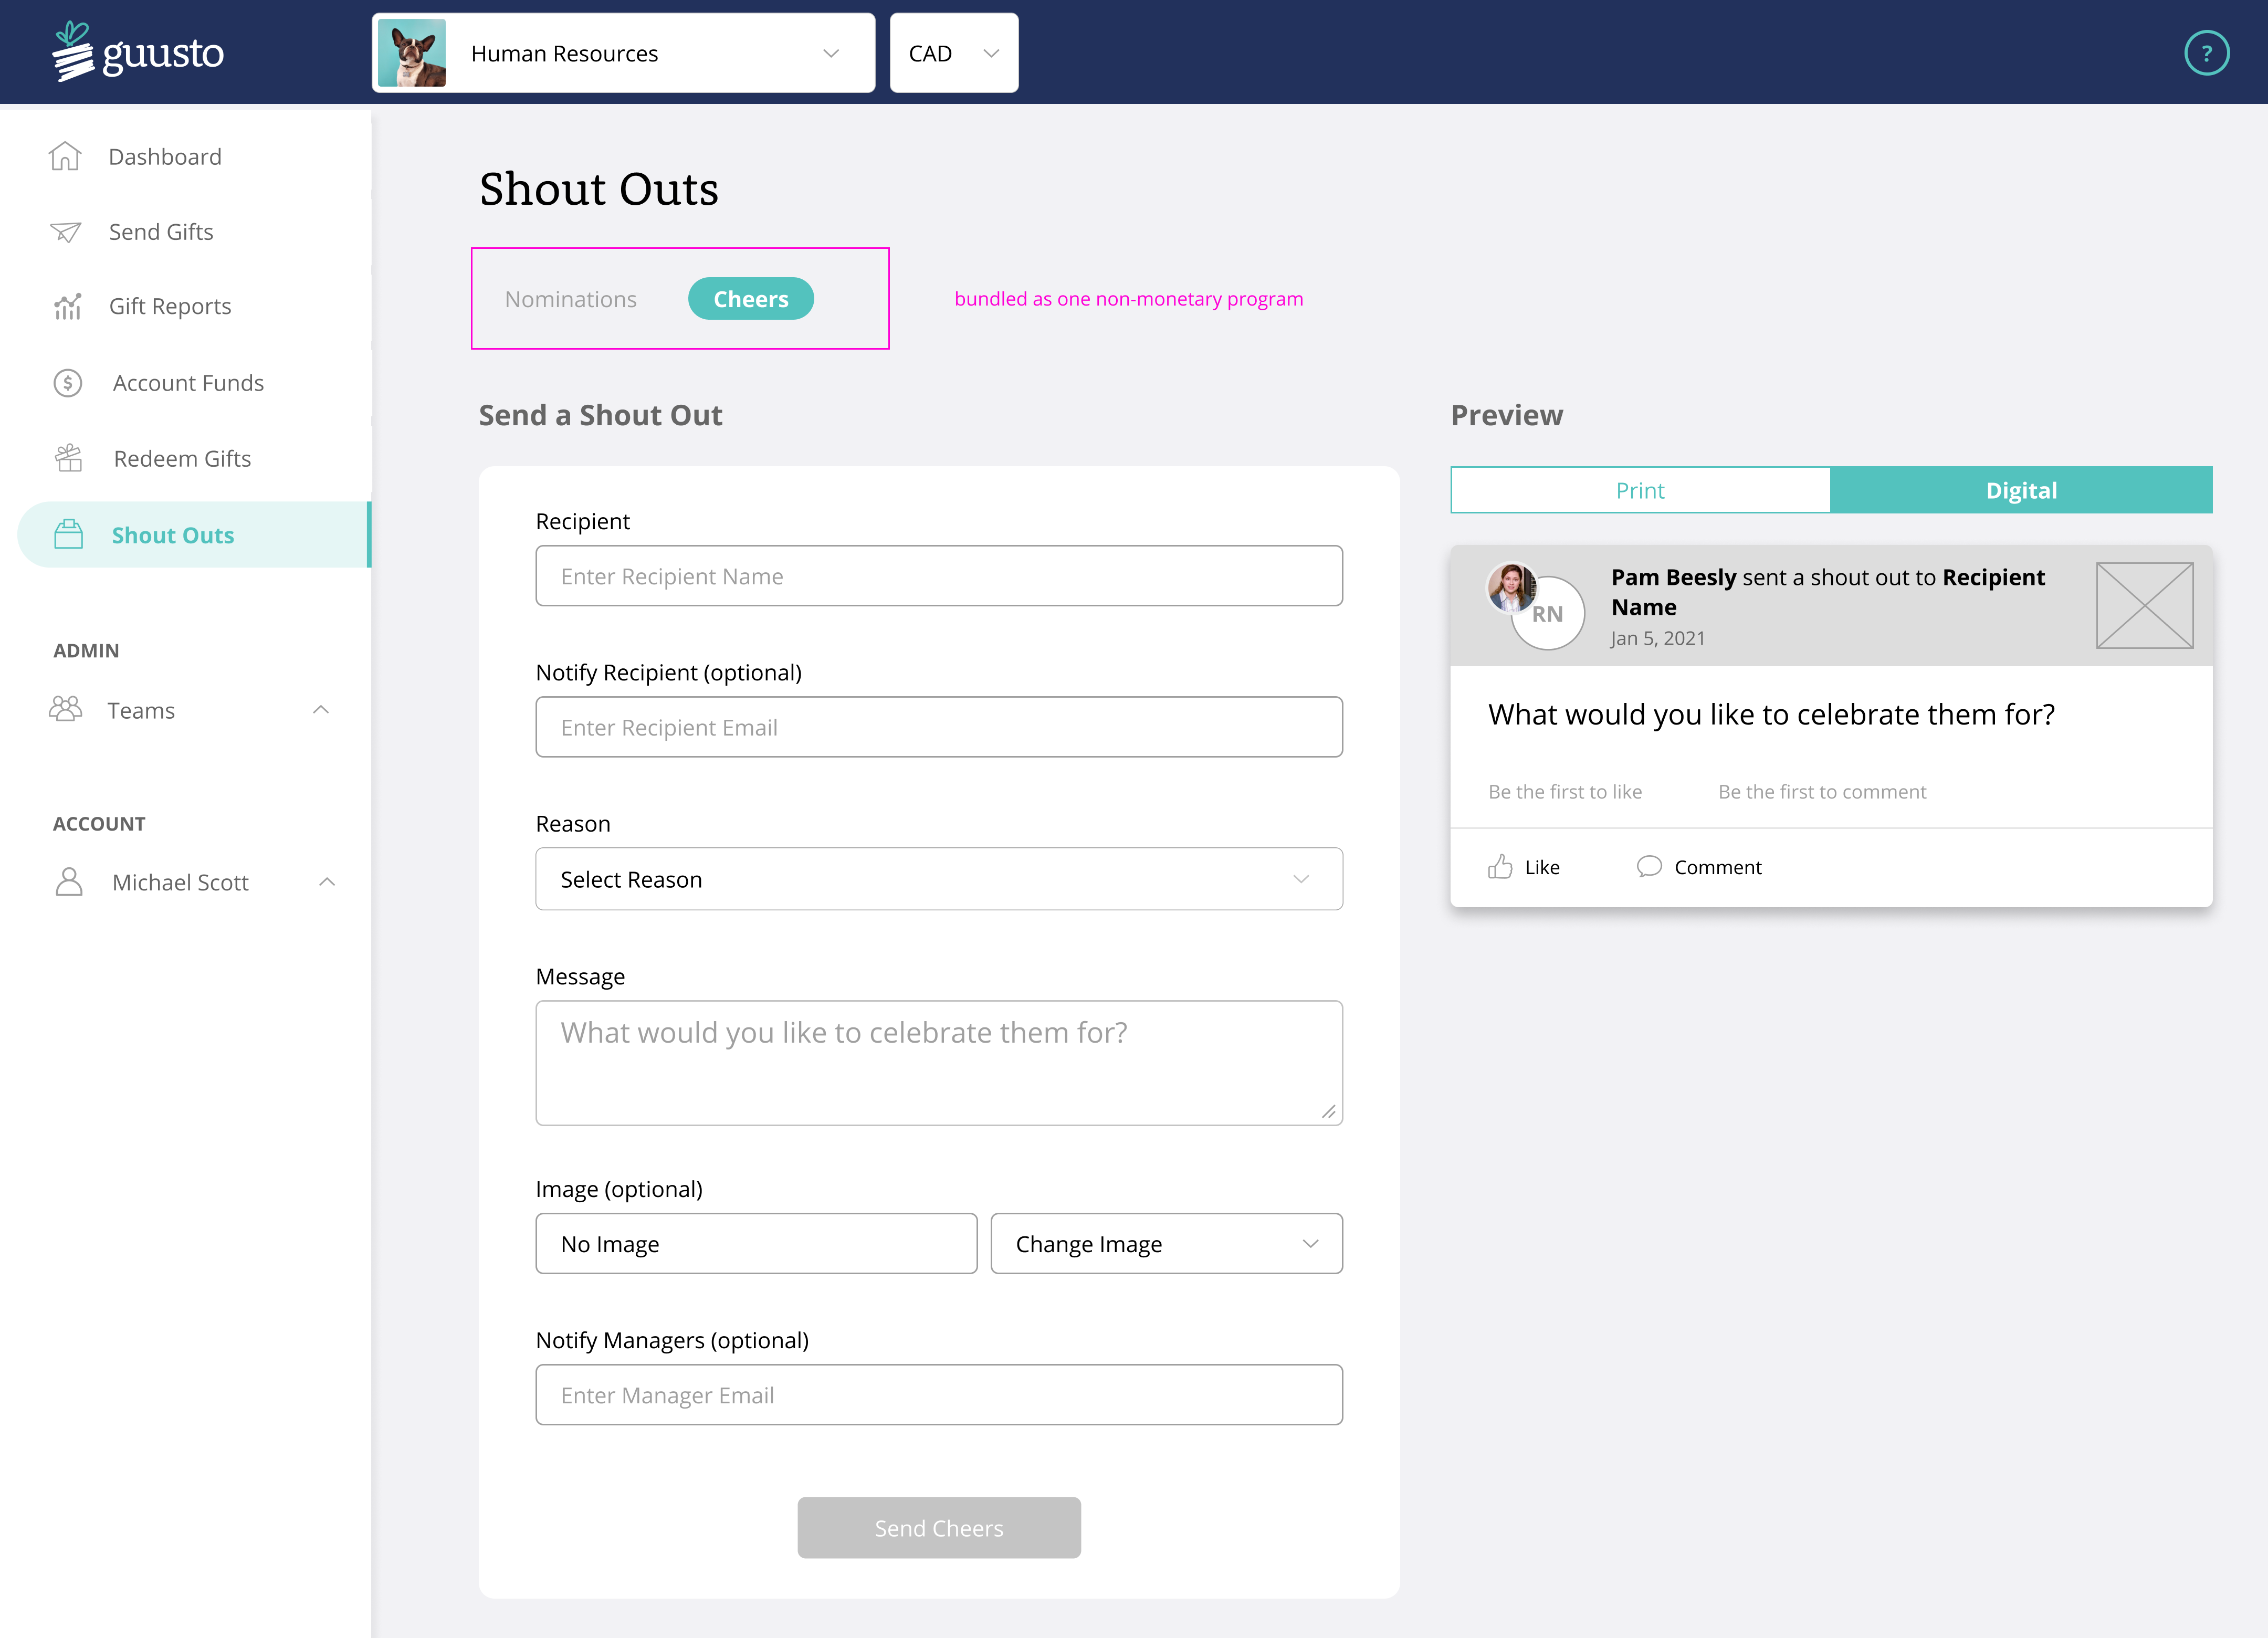 guusto
Human Resources
CAD
?
Dashboard
Send Gifts
Gift Reports
$
Account Funds
Redeem Gifts
Shout Outs
ADMIN
Teams
ACCOUNT
Michael Scott
Shout Outs
Nominations
Cheers
bundled as one non-monetary program
Send a Shout Out
Recipient
Enter Recipient Name
Notify Recipient (optional)
Enter Recipient Email
Reason
Select Reason
Message
What would you like to celebrate them for?
Image (optional)
No Image
Change Image
Notify Managers (optional)
Enter Manager Email
Send Cheers
Preview
Print
Digital
RN
Pam Beesly sent a shout out to Recipient
Name
Jan 5, 2021
What would you like to celebrate them for?
Be the first to like
Be the first to comment
Like
Comment